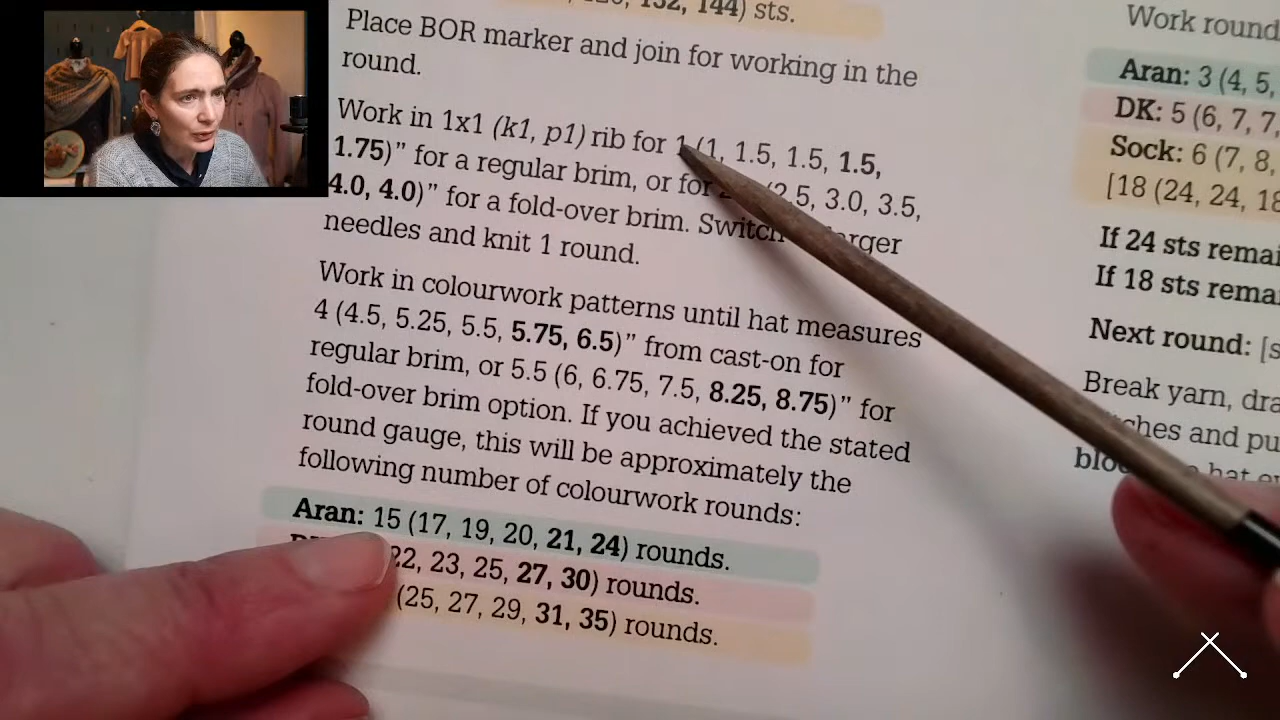 132, 144) sts.
Place BOR marker and join for working in the
round.
Work in 1x1 (k1, p1) rib for 1 (1, 1.5, 1.5, 1.5,
1.75)” for a regular brim, or for (2.5, 3.0, 3.5,
4.0, 4.0)” for a fold-over brim. Switch
needles and knit 1 round.
Work in colourwork patterns until hat measures
4 (4.5, 5.25, 5.5, 5.75, 6.5)” from cast-on for
regular brim, or 5.5 (6, 6.75, 7.5, 8.25, 8.75)” for
fold-over brim option. If you achieved the stated
round gauge, this will be approximately the
following number of colourwork rounds:
Aran: 15 (17, 19, 20, 21, 24) rounds.
22, 23, 25, 27, 30) rounds.
(25, 27, 29, 31, 35) rounds.
Work round
Aran: 3 (4, 5,
DK: 5 (6, 7, 7,
Sock: 6 (7, 8,
[18 (24, 24, 18
If 24 sts remai
If 18 sts remai
Next round: [s
Break yarn, dra
and pu